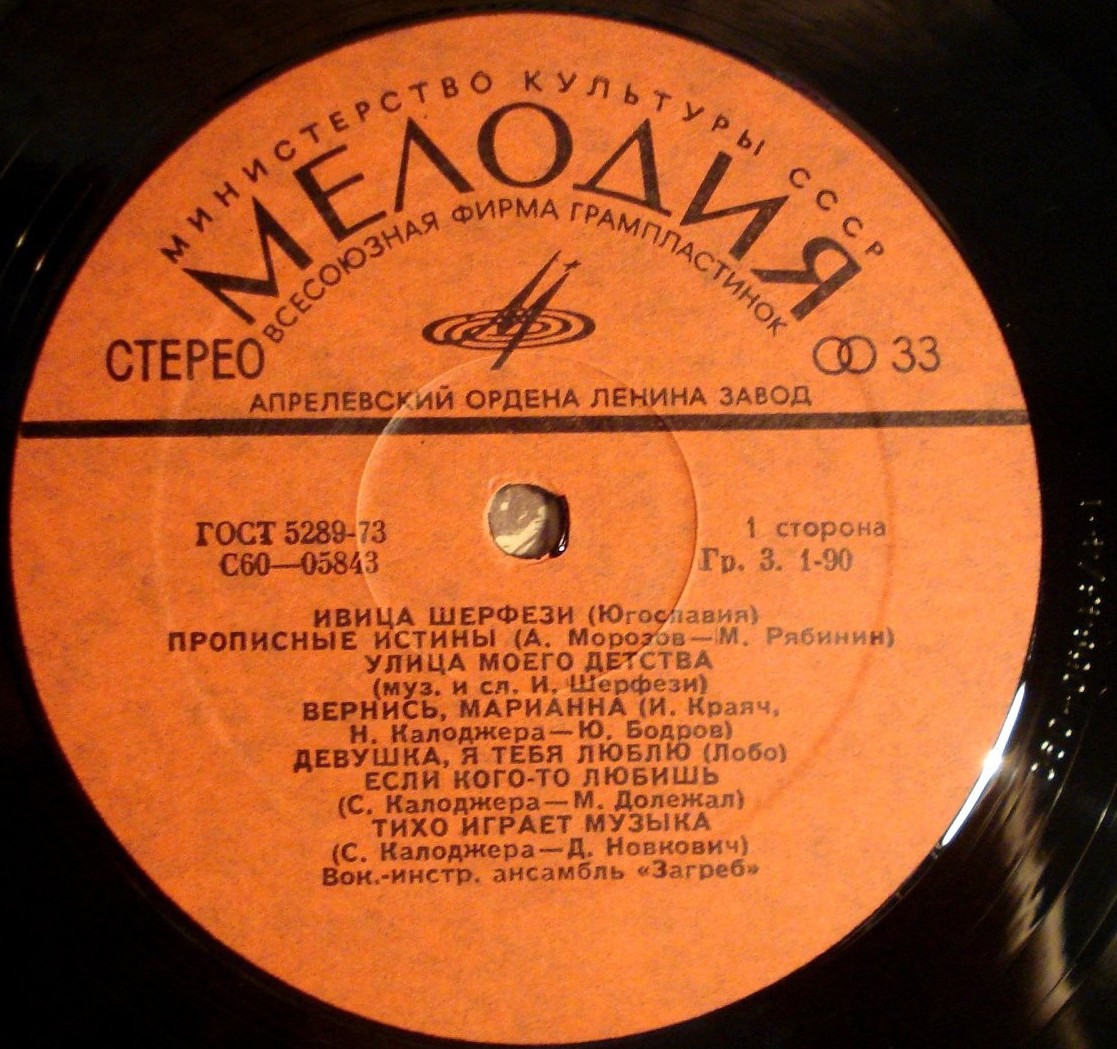 МИНИСТЕРСТВО КУЛЬТУРЫ СССР
МЕЛОДИЯ
ВСЕСОЮЗНАЯ ФИРМА ГРАМПЛАСТИНОК
СТЕРЕО
33
АПРЕЛЕВСКИЙ ОРДЕНА ЛЕНИНА ЗАВОД
ГОСТ 5289-73
1 сторона
С60—05843
Гр. 3. 1-90
ИВИЦА ШЕРФЕЗИ (Югославия)
ПРОПИСНЫЕ ИСТИНЫ (А. Морозов—М. Рябинин)
УЛИЦА МОЕГО ДЕТСТВА
(муз. и сл. И. Шерфези)
ВЕРНИСЬ, МАРИАННА (И. Краяч,
Н. Калоджера—Ю. Бодров)
ДЕВУШКА, Я ТЕБЯ ЛЮБЛЮ (Лобо)
ЕСЛИ КОГО-ТО ЛЮБИШЬ
(С. Калоджера—М. Долежал)
ТИХО ИГРАЕТ МУЗЫКА
(С. Калоджера—Д. Новкович)
Вок.-инстр. ансамбль «Загреб»